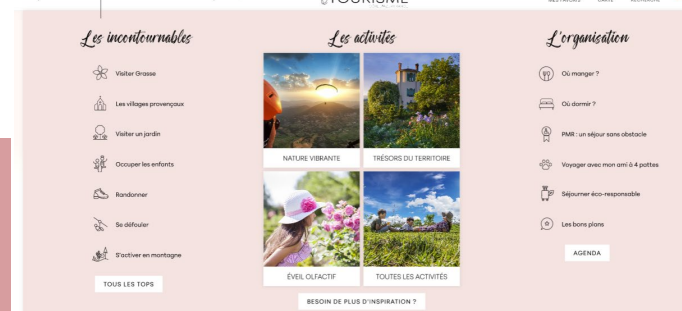 TOURISME
Les incontournables
Visiter Grasse
Les villages provençaux
Visiter un jardin
Occuper les enfants
Randonner
Se défouler
S'activer en montagne
TOUS LES TOPS
Les activités
NATURE VIBRANTE
TRÉSORS DU TERRITOIRE
ÉVEIL OLFACTIF
TOUTES LES ACTIVITÉS
BESOIN DE PLUS D'INSPIRATION ?
L'organisation
Où manger ?
Où dormir ?
PMR : un séjour sans obstacle
Voyager avec mon ami à 4 pattes
Séjourner éco-responsable
Les bons plans
AGENDA